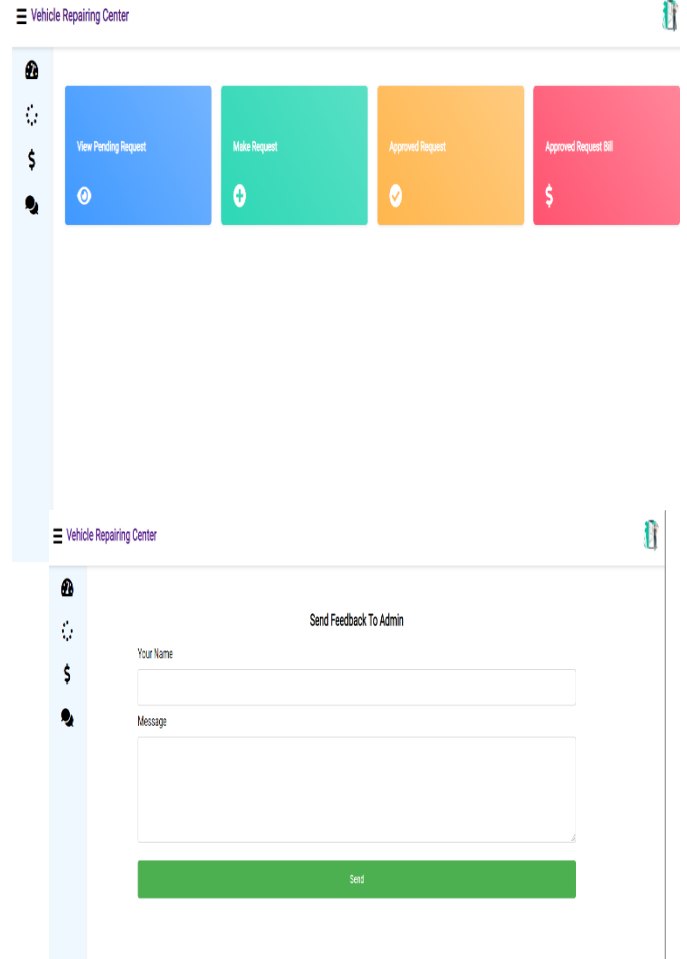 Vehicle Repairing Center
View Pending Request
Make Request
Approved Request
Approved Request Bill
Vehicle Repairing Center
Send Feedback To Admin
Your Name
Message
Send